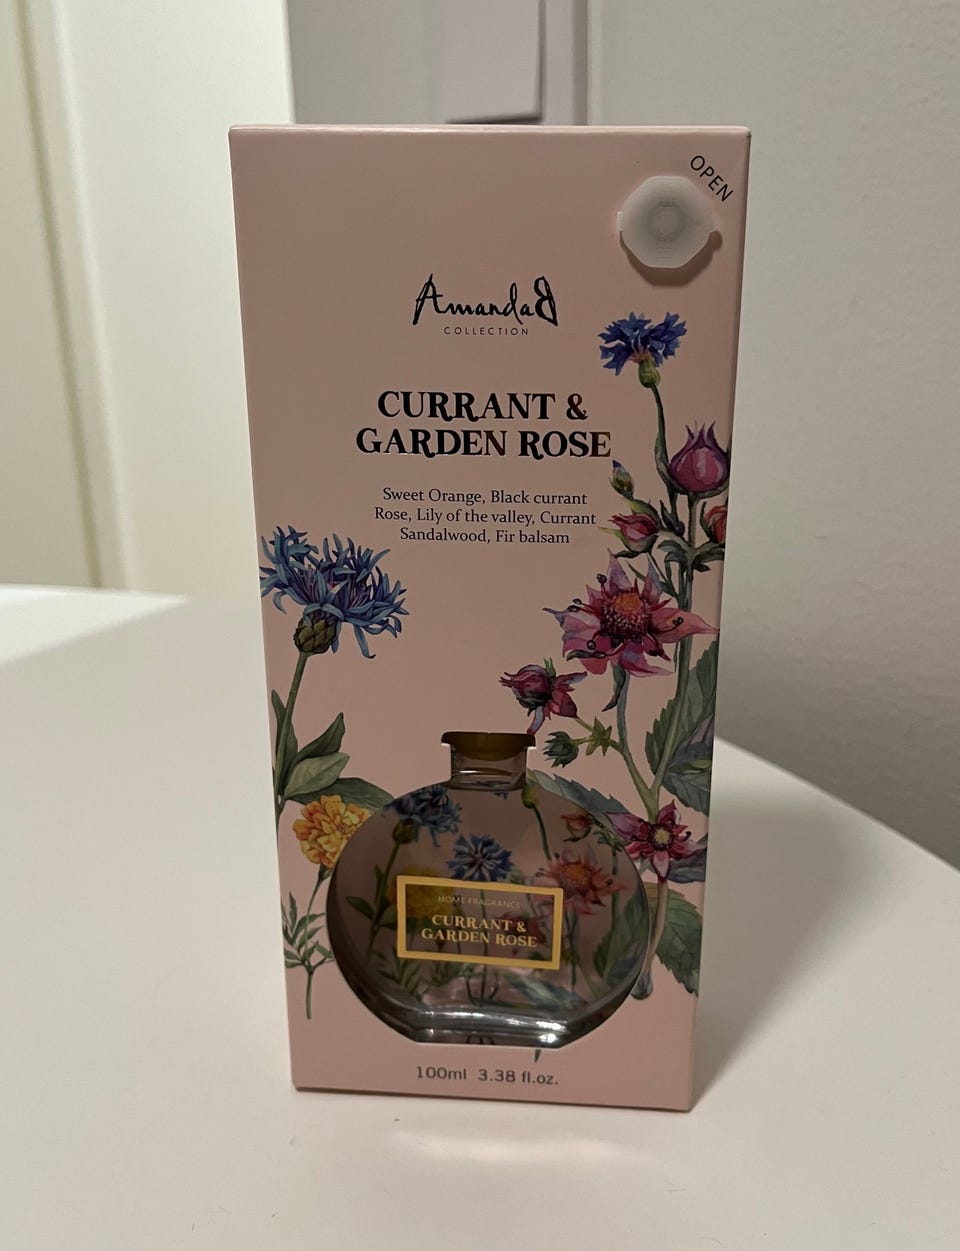 OPEN
AmandaB
COLLECTION
CURRANT &
GARDEN ROSE
Sweet Orange, Black currant
Rose, Lily of the valley, Currant
Sandalwood, Fir balsam
HOME FRAGRANCE
CURRANT &
GARDEN ROSE
100ml 3.38 fl.oz.